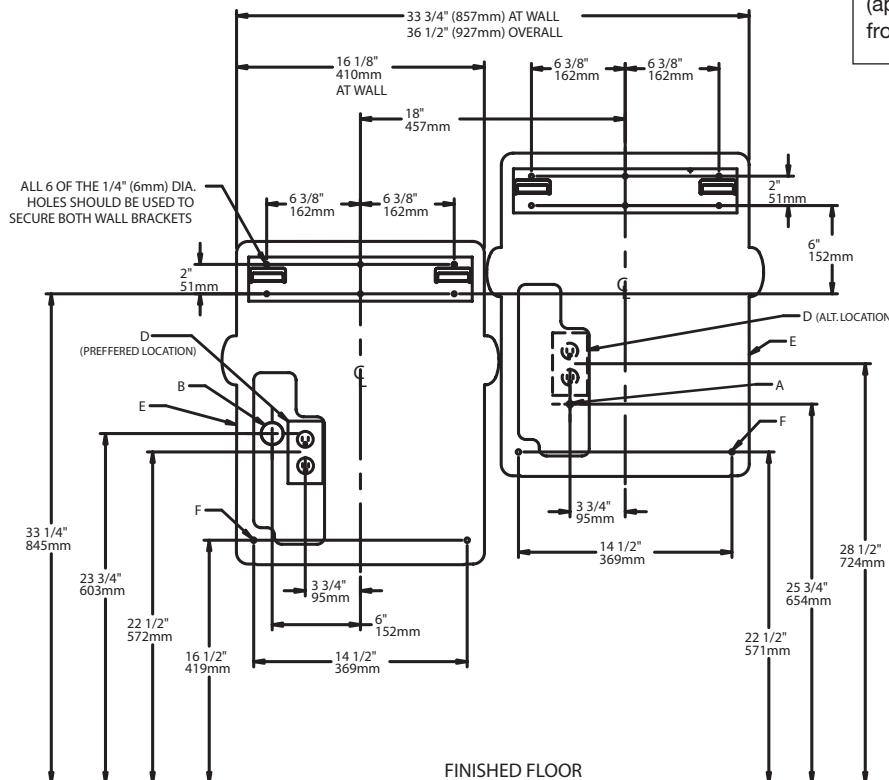 33 3/4" (857mm) AT WALL
36 1/2" (927mm) OVERALL
(ap
fro
16 1/8"
410mm
AT WALL
6 3/8"
162mm
6 3/8"
162mm
18"
457mm
ALL 6 OF THE 1/4" (6mm) DIA.
HOLES SHOULD BE USED TO
SECURE BOTH WALL BRACKETS
6 3/8"
162mm
6 3/8"
162mm
2"
51mm
6"
152mm
2"
51mm
CL
D (ALT. LOCATION
D
(PREFFERED LOCATION)
E
CL
B
A
E
F
F
3 3/4"
95mm
33 1/4"
845mm
14 1/2"
369mm
28 1/2"
724mm
23 3/4"
603mm
3 3/4"
95mm
25 3/4"
654mm
22 1/2"
572mm
6"
152mm
22 1/2"
571mm
16 1/2"
419mm
14 1/2"
369mm
FINISHED FLOOR